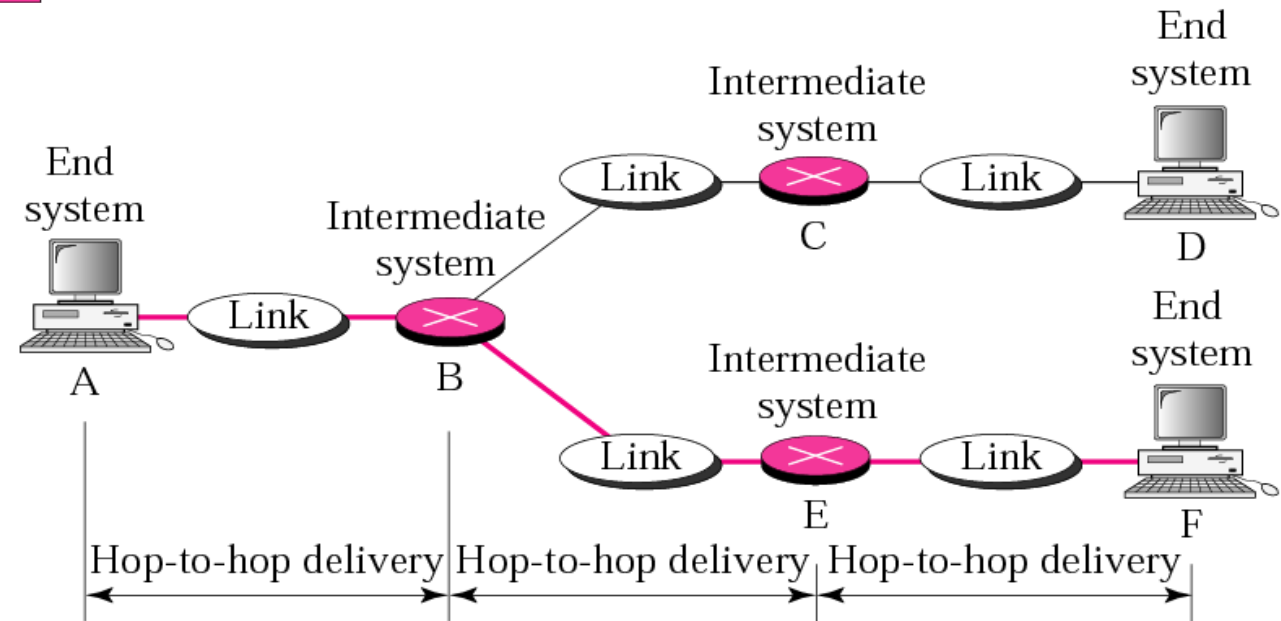 End
system
Intermediate
system
End
system
Intermediate
system
Link
Link
C
D
Link
A
B
End
system
Intermediate
system
Link
Link
E
F
Hop-to-hop delivery
Hop-to-hop delivery
Hop-to-hop delivery